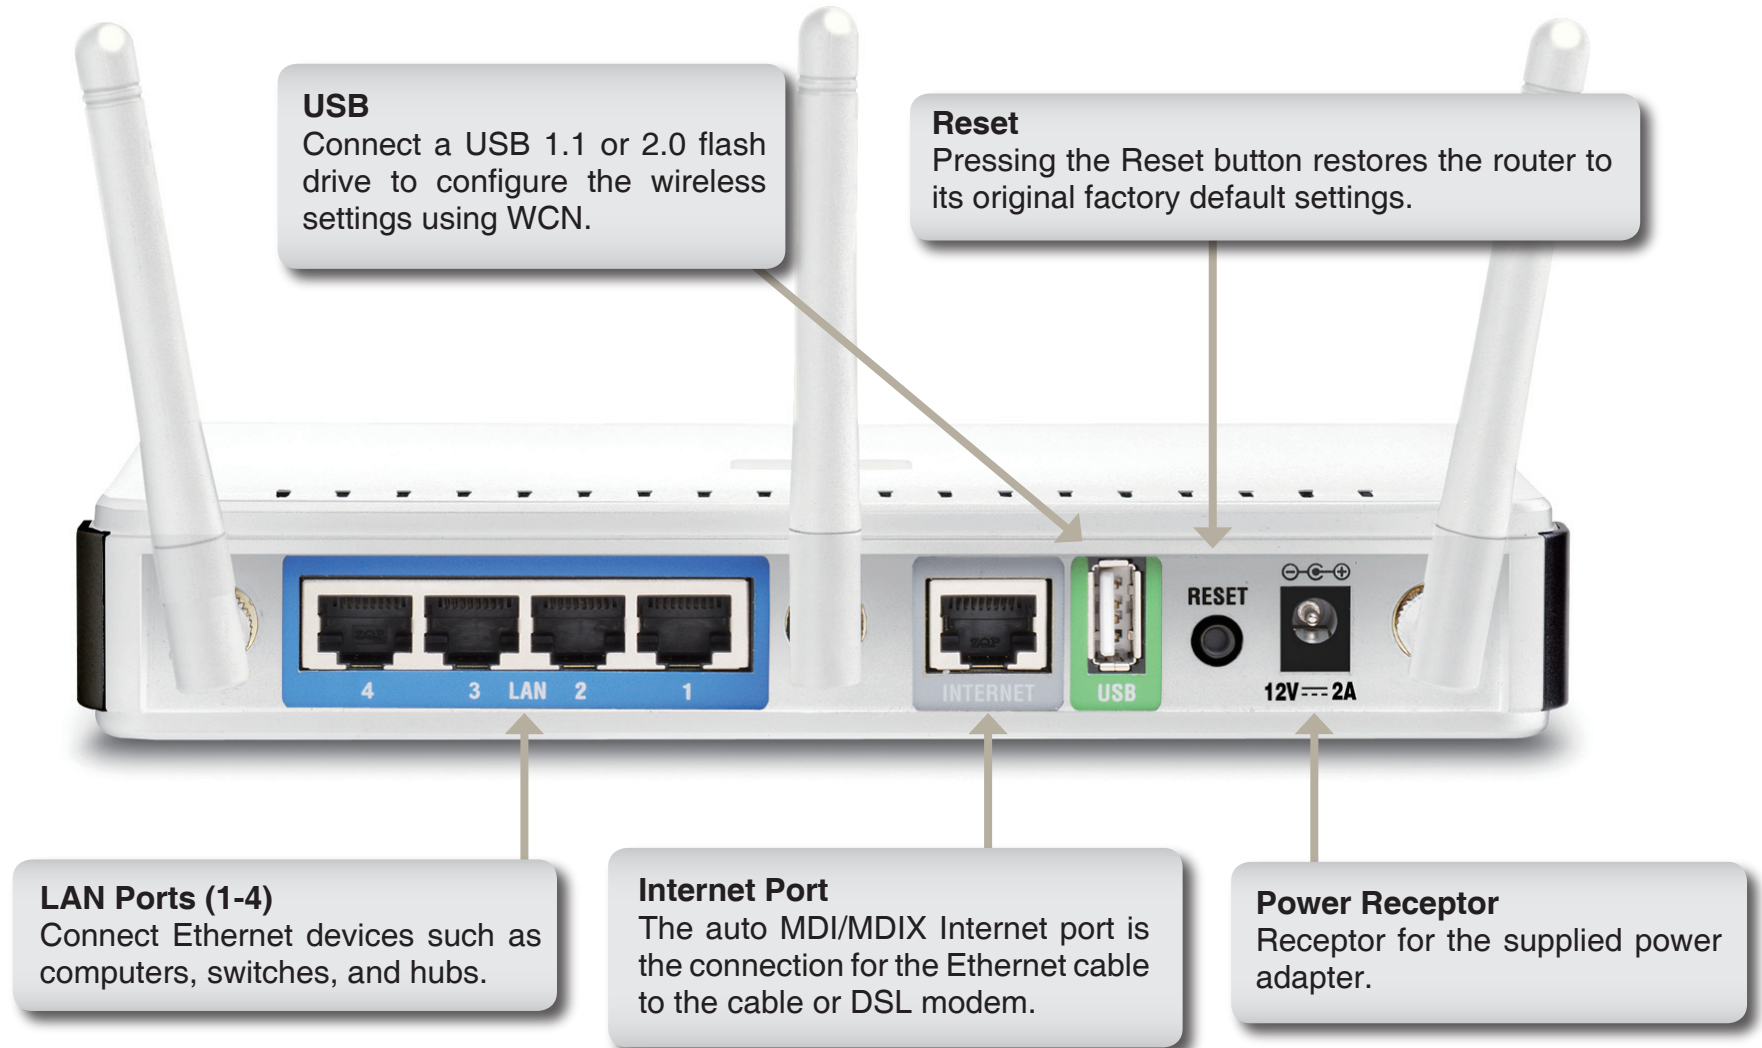 USB
Connect a USB 1.1 or 2.0 flash
drive to configure the wireless
settings using WCN.
Reset
Pressing the Reset button restores the router to
its original factory default settings.
RESET
4 3 LAN 2 1
INTERNET
USB
12V 2A
LAN Ports (1-4)
Connect Ethernet devices such as
computers, switches, and hubs.
Internet Port
The auto MDI/MDIX Internet port is
the connection for the Ethernet cable
to the cable or DSL modem.
Power Receptor
Receptor for the supplied power
adapter.